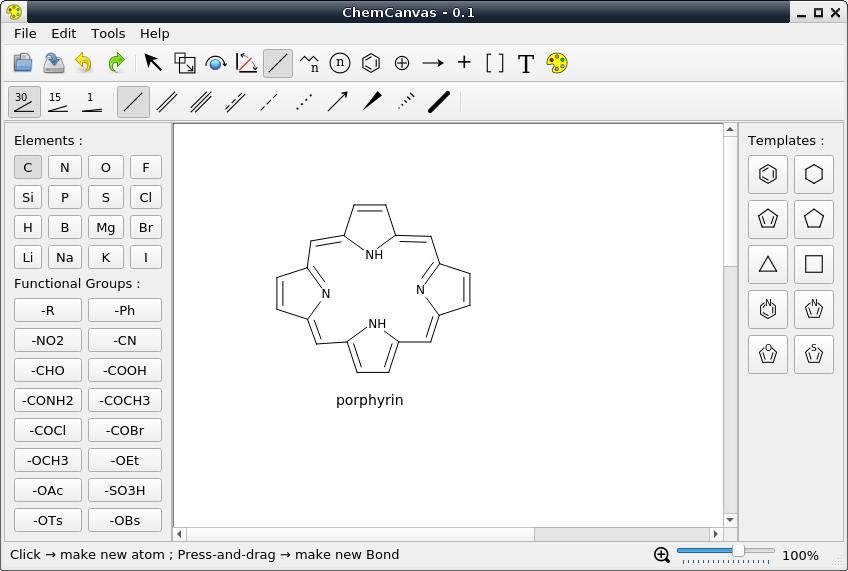 ChemCanvas - 0.1
File Edit Tools Help
n n [ ] T
30 15 1
Elements :
C N O F
Si P S Cl
H B Mg Br
Li Na K I
Functional Groups :
-R -Ph
-NO2 -CN
-CHO -COOH
-CONH2 -COCH3
-COCl -COBr
-OCH3 -OEt
-OAc -SO3H
-OTs -OBs
NH
N
N
NH
porphyrin
Templates :
N N
O S
Click → make new atom ; Press-and-drag → make new Bond
100%